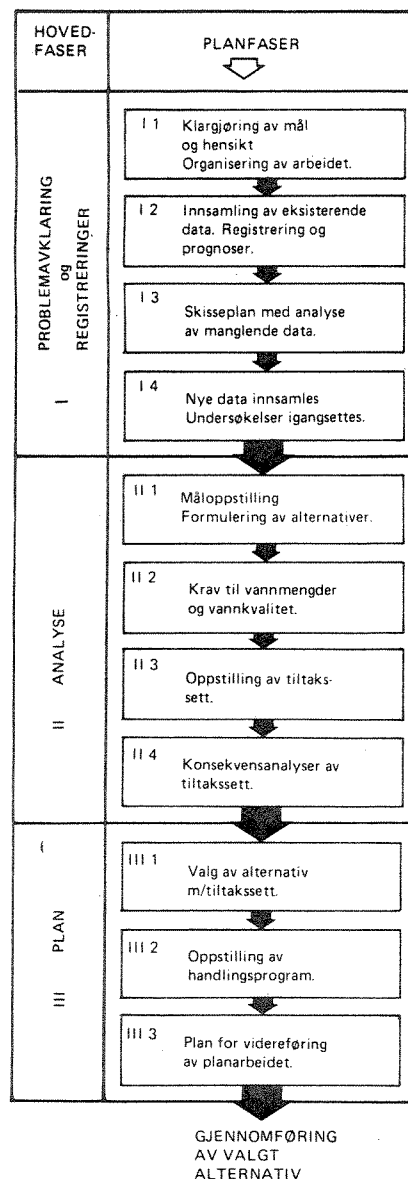 HOVED-
FASER
PLANFASER
PROBLEMAVKLARING
og
REGISTRERINGER
I
I 1 Klargjøring av mål
og hensikt
Organisering av arbeidet.
I 2 Innsamling av eksisterende
data. Registrering og
prognoser.
I 3 Skisseplan med analyse
av manglende data.
I 4 Nye data innsamles
Undersøkelser igangsettes.
II ANALYSE
II 1 Måloppstilling
Formulering av alternativer.
II 2 Krav til vannmengder
og vannkvalitet.
II 3 Oppstilling av tiltaks-
sett.
II 4 Konsekvensanalyser av
tiltakssett.
III PLAN
III 1 Valg av alternativ
m/tiltakssett.
III 2 Oppstilling av
handlingsprogram.
III 3 Plan for videreføring
av planarbeidet.
GJENNOMFØRING
AV VALGT
ALTERNATIV